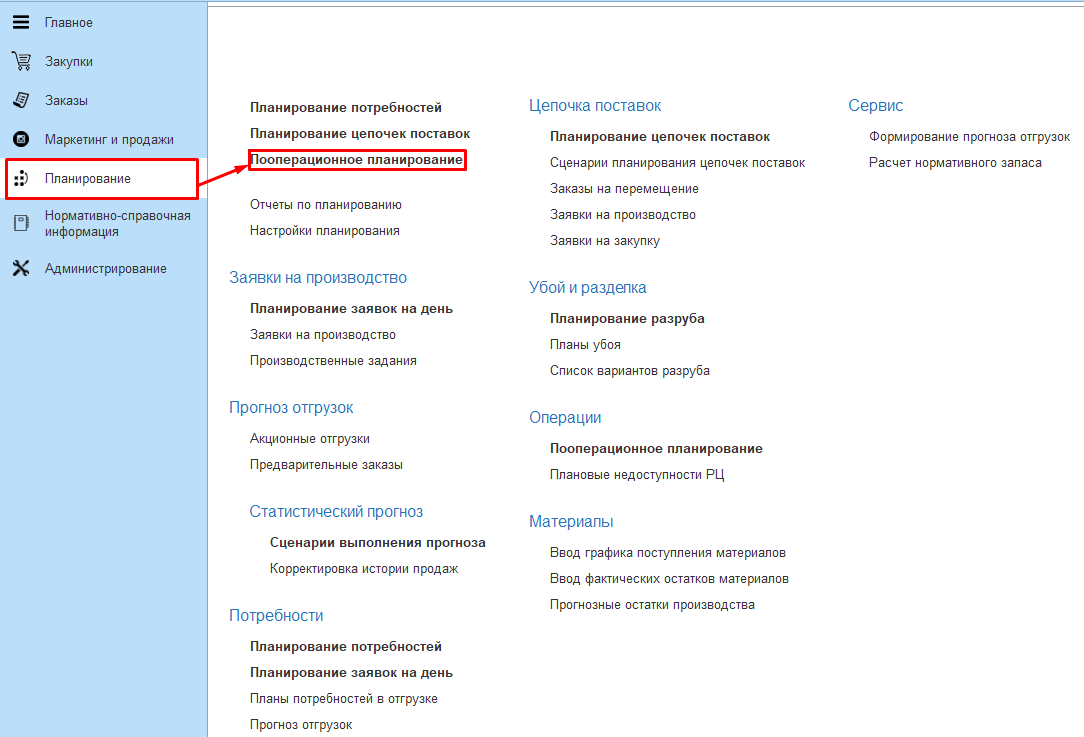 Главное
Закупки
Заказы
Маркетинг и продажи
Планирование
Нормативно-справочная
информация
Администрирование
Планирование потребностей
Планирование цепочек поставок
Пооперационное планирование
Отчеты по планированию
Настройки планирования
Заявки на производство
Планирование заявок на день
Заявки на производство
Производственные задания
Прогноз отгрузок
Акционные отгрузки
Предварительные заказы
Статистический прогноз
Сценарии выполнения прогноза
Корректировка истории продаж
Потребности
Планирование потребностей
Планирование заявок на день
Планы потребностей в отгрузке
Прогноз отгрузок
Цепочка поставок
Планирование цепочек поставок
Сценарии планирования цепочек поставок
Заказы на перемещение
Заявки на производство
Заявки на закупку
Убой и разделка
Планирование разруба
Планы убоя
Список вариантов разруба
Операции
Пооперационное планирование
Плановые недоступности РЦ
Материалы
Ввод графика поступления материалов
Ввод фактических остатков материалов
Прогнозные остатки производства
Сервис
Формирование прогноза отгрузок
Расчет нормативного запаса